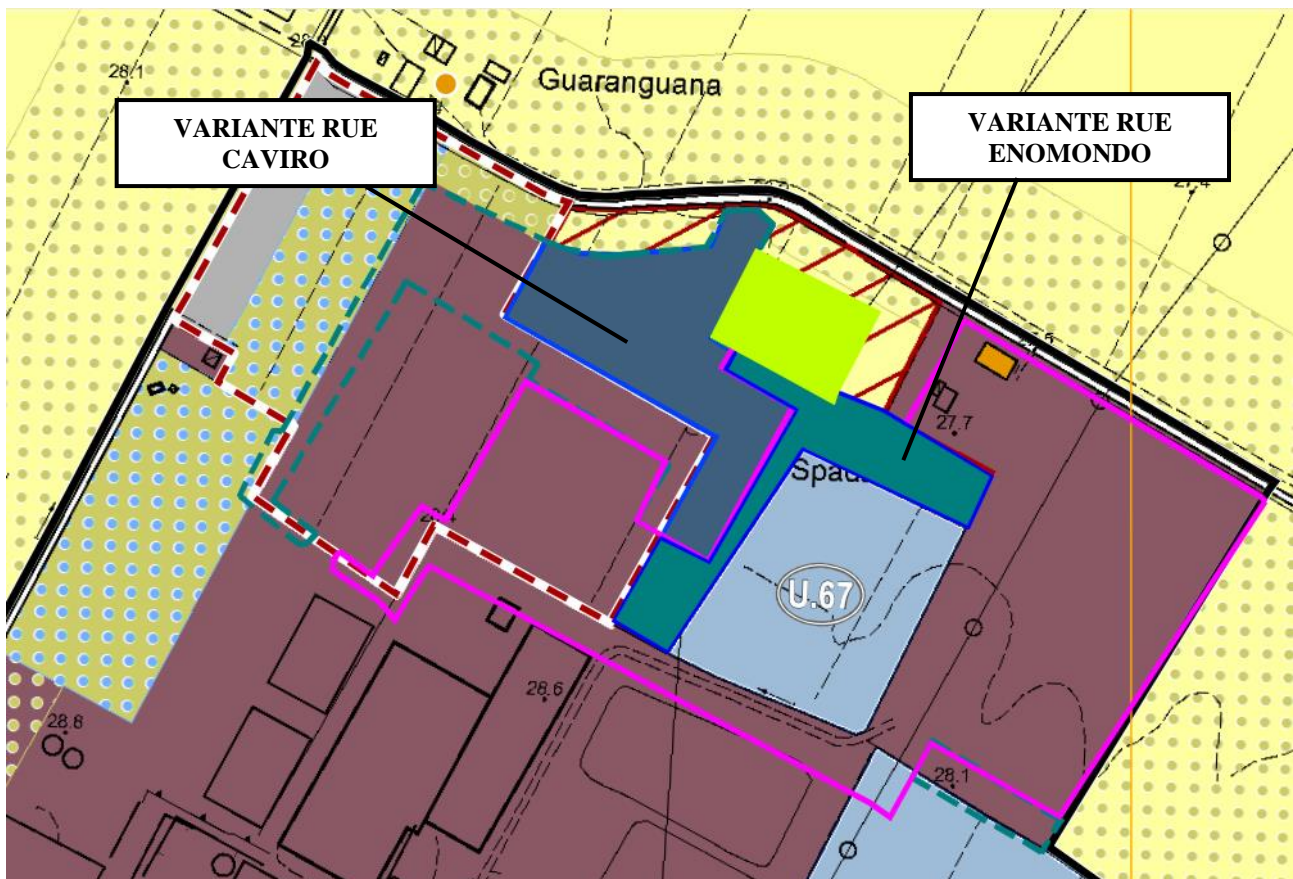 28.1
Guaranguana
VARIANTE RUE
CAVIRO
VARIANTE RUE
ENOMONDO
27.7
U.67
28.6
28.8
28.1